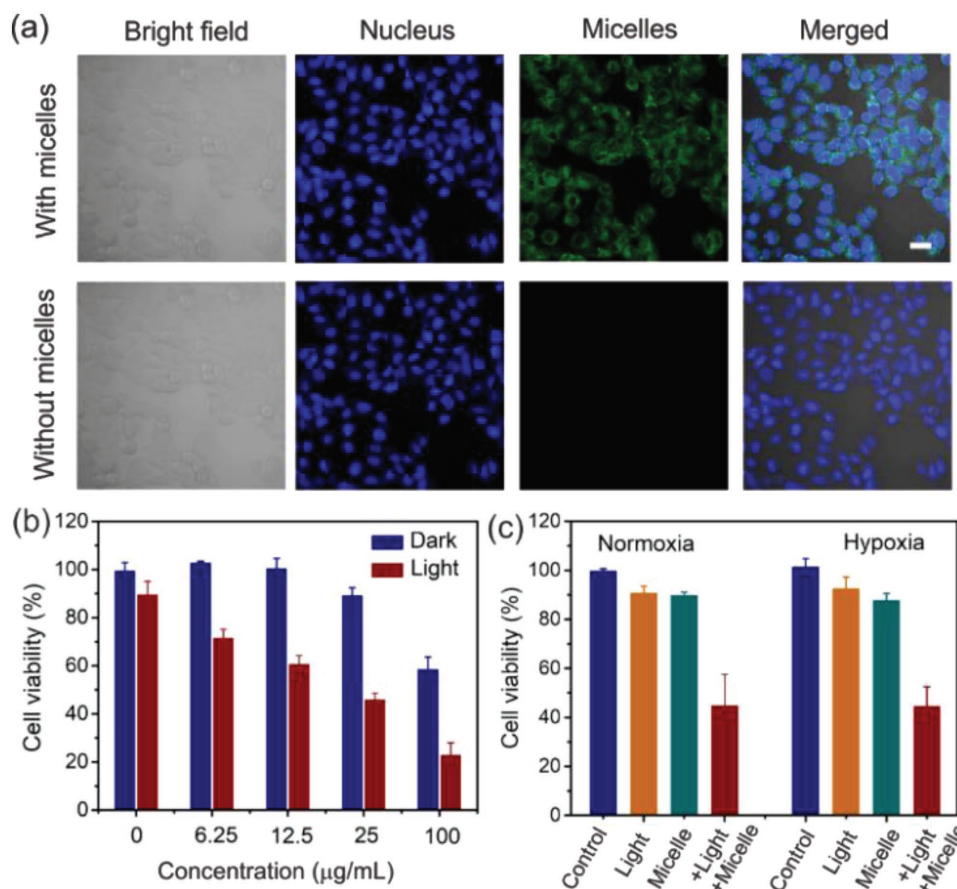 (a)
Bright field Nucleus Micelles Merged
With micelles
Without micelles
(b)
120
100
80
60
40
20
0
Cell viability (%)
Dark
Light
0 6.25 12.5 25 100
Concentration (μg/mL)
(c)
120
100
80
60
40
20
0
Cell viability (%)
Normoxia Hypoxia
Control Light Micelle +Light +Micelle Control Light Micelle +Light +Micelle